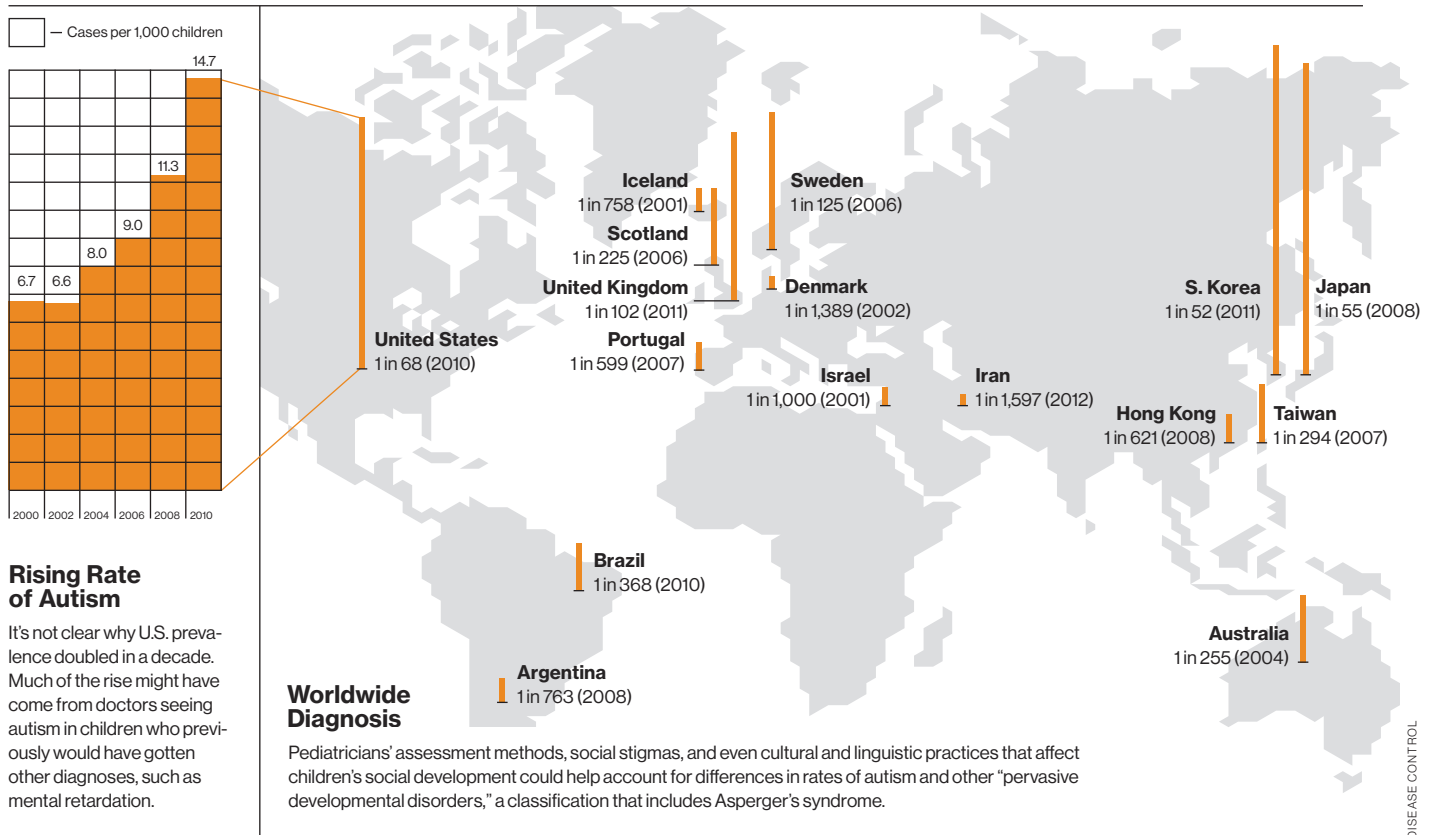 — Cases per 1,000 children
14.7
11.3
9.0
8.0
6.7
6.6
2000
2002
2004
2006
2008
2010
Rising Rate
of Autism
It's not clear why U.S. preva-
lence doubled in a decade.
Much of the rise might have
come from doctors seeing
autism in children who previ-
ously would have gotten
other diagnoses, such as
mental retardation.
United States
1 in 68 (2010)
Iceland
1 in 758 (2001)
Scotland
1 in 225 (2006)
United Kingdom
1 in 102 (2011)
Portugal
1 in 599 (2007)
Sweden
1 in 125 (2006)
Denmark
1 in 1,389 (2002)
Israel
1 in 1,000 (2001)
Iran
1 in 1,597 (2012)
S. Korea
1 in 52 (2011)
Japan
1 in 55 (2008)
Hong Kong
1 in 621 (2008)
Taiwan
1 in 294 (2007)
Brazil
1 in 368 (2010)
Argentina
1 in 763 (2008)
Australia
1 in 255 (2004)
Worldwide
Diagnosis
Pediatricians' assessment methods, social stigmas, and even cultural and linguistic practices that affect
children's social development could help account for differences in rates of autism and other “pervasive
developmental disorders,” a classification that includes Asperger's syndrome.
DISEASE CONTROL